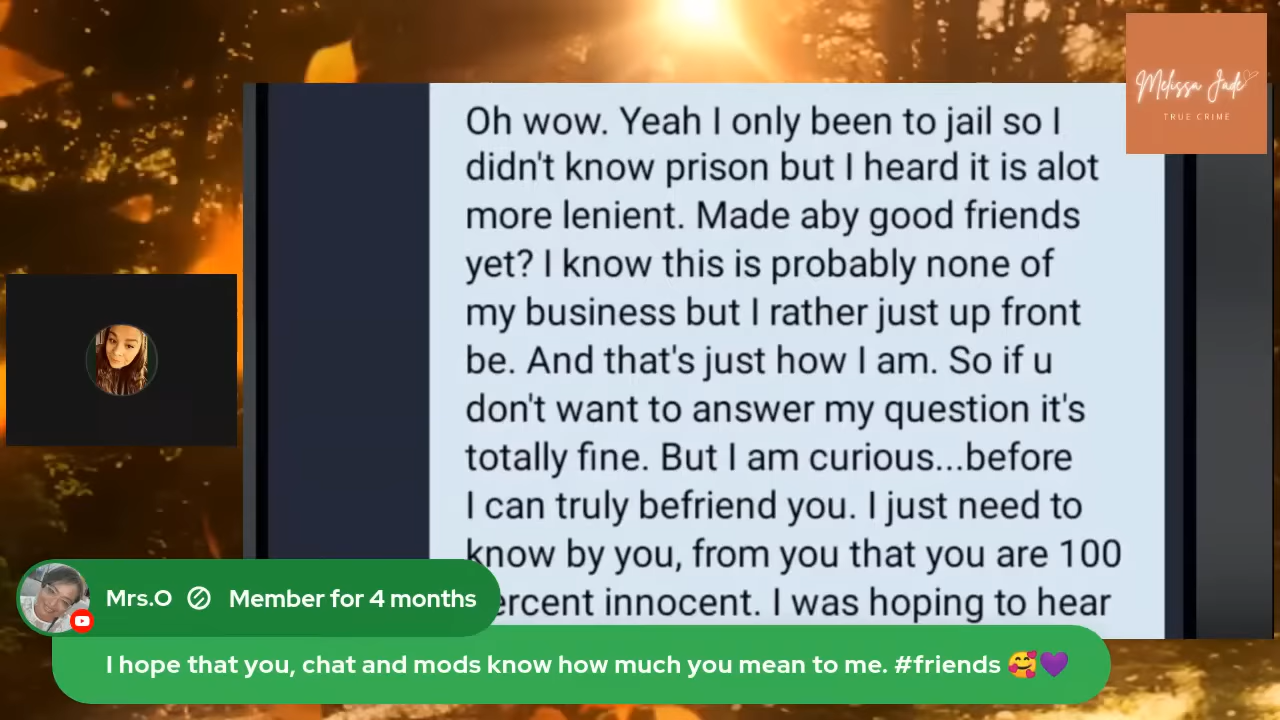 Melissa Jade
TRUE CRIME
Oh wow. Yeah I only been to jail so I
didn't know prison but I heard it is alot
more lenient. Made aby good friends
yet? I know this is probably none of
my business but I rather just up front
be. And that's just how I am. So if u
don't want to answer my question it's
totally fine. But I am curious...before
I can truly befriend you. I just need to
know by you, from you that you are 100
ercent innocent. I was hoping to hear
Mrs.O Member for 4 months
I hope that you, chat and mods know how much you mean to me. #friends 🥰💜